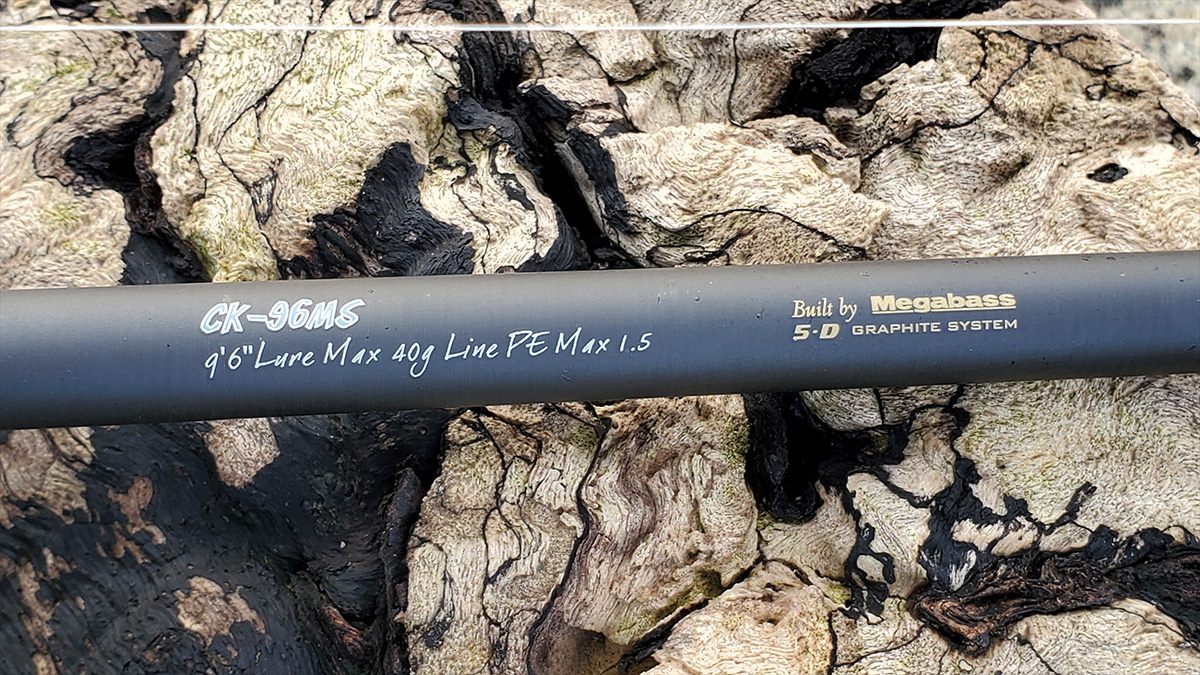 CK-96MS
9'6" Lure Max 40g Line PE Max 1.5
Built by Megabass
5-D GRAPHITE SYSTEM